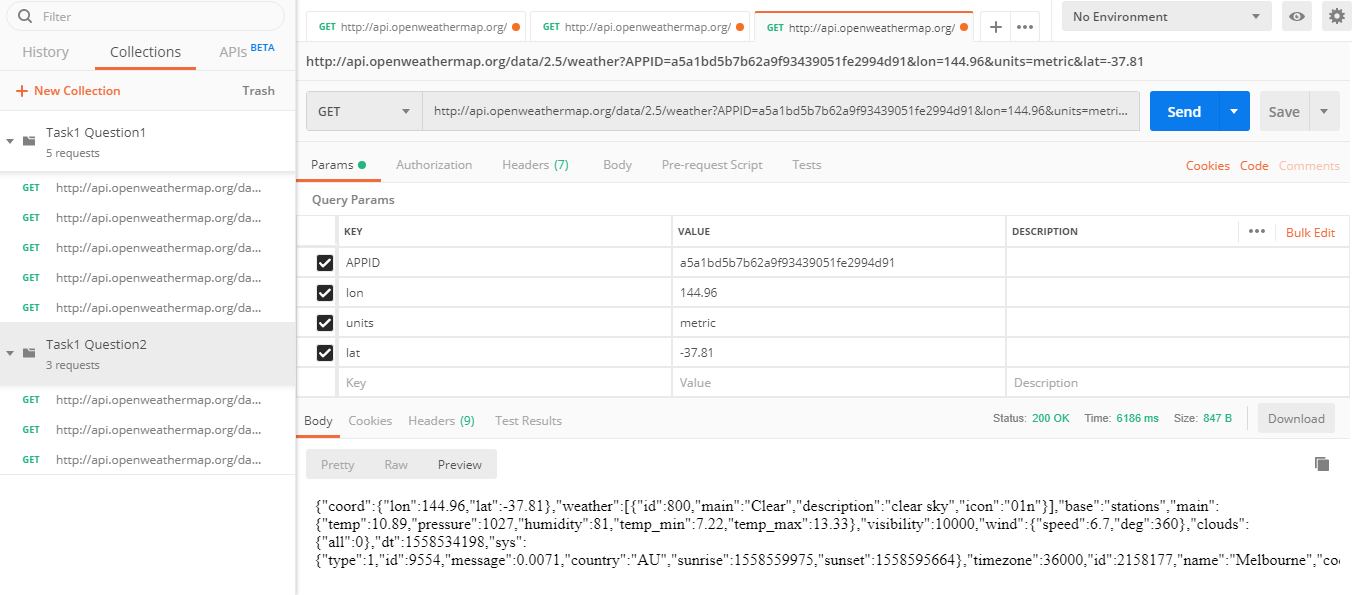 Filter
History Collections APIs BETA
+ New Collection Trash
Task1 Question1
5 requests
GET http://api.openweathermap.org/da...
GET http://api.openweathermap.org/da...
GET http://api.openweathermap.org/da...
GET http://api.openweathermap.org/da...
GET http://api.openweathermap.org/da...
Task1 Question2
3 requests
GET http://api.openweathermap.org/da...
GET http://api.openweathermap.org/da...
GET http://api.openweathermap.org/da...
GET http://api.openweathermap.org/ GET http://api.openweathermap.org/ GET http://api.openweathermap.org/ + ••• No Environment
http://api.openweathermap.org/data/2.5/weather?APPID=a5a1bd5b7b62a9f93439051fe2994d91&lon=144.96&units=metric&lat=-37.81
GET http://api.openweathermap.org/data/2.5/weather?APPID=a5a1bd5b7b62a9f93439051fe2994d91&lon=144.96&units=metri... Send Save
Params Authorization Headers (7) Body Pre-request Script Tests Cookies Code Comments
Query Params
KEY VALUE DESCRIPTION ••• Bulk Edit
APPID a5a1bd5b7b62a9f93439051fe2994d91
lon 144.96
units metric
lat -37.81
Key Value Description
Body Cookies Headers (9) Test Results Status: 200 OK Time: 6186 ms Size: 847 B Download
Pretty Raw Preview
{"coord":{"lon":144.96,"lat":-37.81},"weather":[{"id":800,"main":"Clear","description":"clear sky","icon":"01n"}],"base":"stations","main":
{"temp":10.89,"pressure":1027,"humidity":81,"temp_min":7.22,"temp_max":13.33},"visibility":10000,"wind":{"speed":6.7,"deg":360},"clouds":
{"all":0},"dt":1558534198,"sys":
{"type":1,"id":9554,"message":0.0071,"country":"AU","sunrise":1558559975,"sunset":1558595664},"timezone":36000,"id":2158177,"name":"Melbourne","co